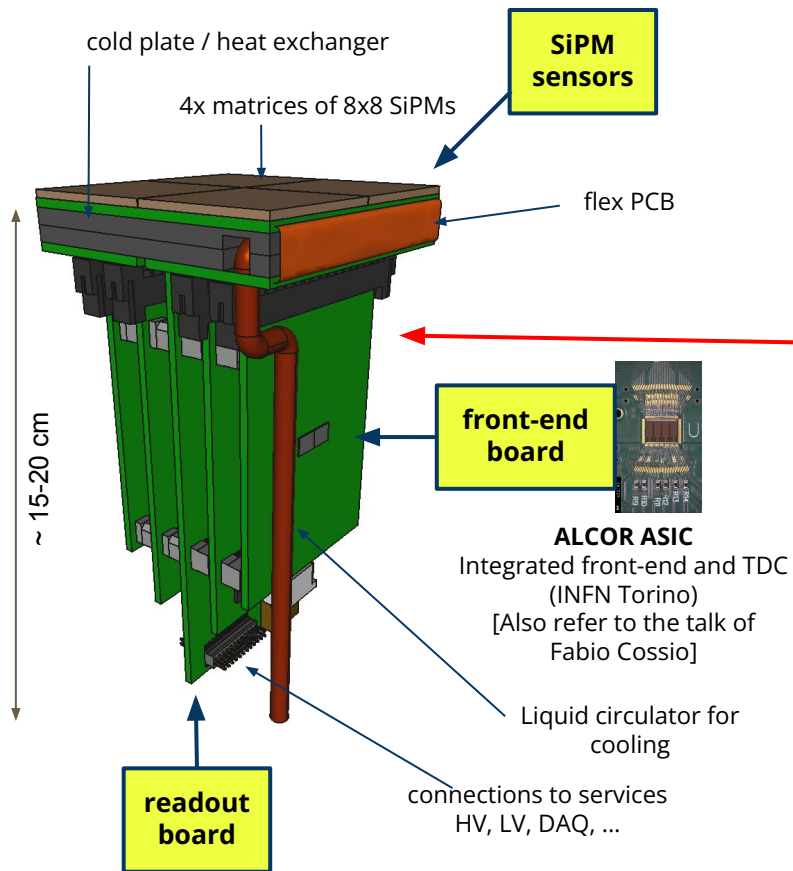 cold plate / heat exchanger
SiPM
sensors
4x matrices of 8x8 SiPMs
flex PCB
~ 15-20 cm
front-end
board
ALCOR ASIC
Integrated front-end and TDC
(INFN Torino)
[Also refer to the talk of
Fabio Cossio]
Liquid circulator for
cooling
readout
board
connections to services
HV, LV, DAQ, ...